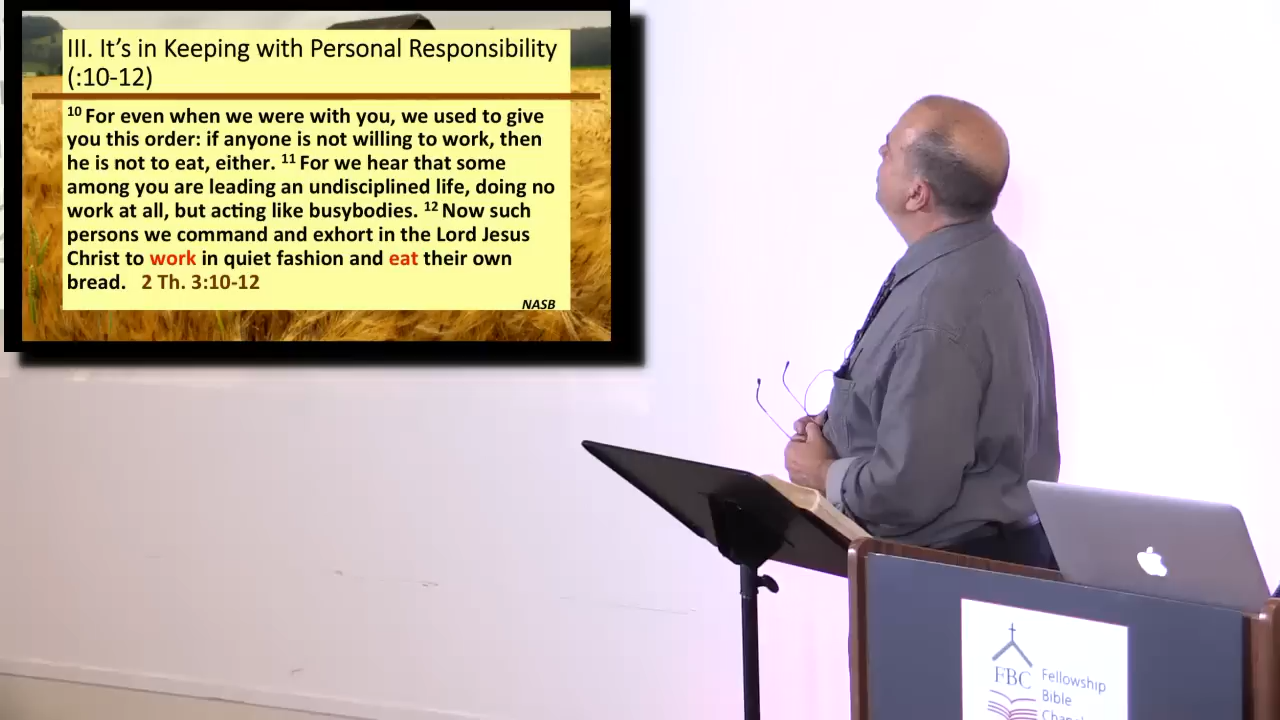 III. It’s in Keeping with Personal Responsibility
(:10-12)
10 For even when we were with you, we used to give
you this order: if anyone is not willing to work, then
he is not to eat, either. 11 For we hear that some
among you are leading an undisciplined life, doing no
work at all, but acting like busybodies. 12 Now such
persons we command and exhort in the Lord Jesus
Christ to work in quiet fashion and eat their own
bread. 2 Th. 3:10-12
NASB
FBC
Fellowship
Bible